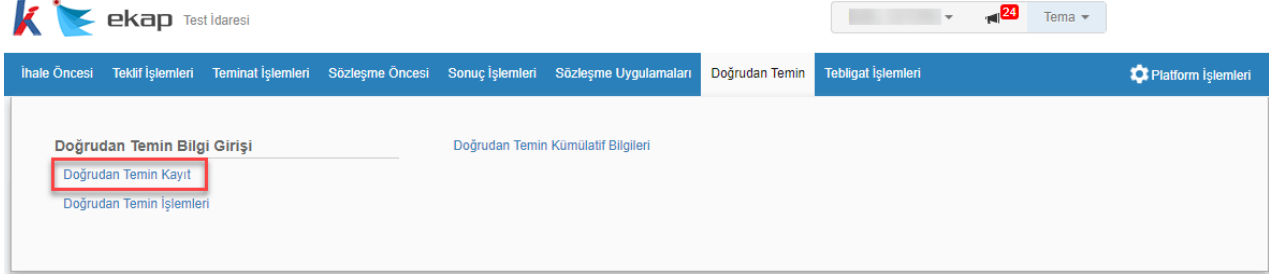 ekap Test İdaresi
24
Tema
İhale Öncesi Teklif İşlemleri Teminat İşlemleri Sözleşme Öncesi Sonuç İşlemleri Sözleşme Uygulamaları Doğrudan Temin Tebligat İşlemleri Platform İşlemleri
Doğrudan Temin Bilgi Girişi
Doğrudan Temin Kayıt
Doğrudan Temin İşlemleri
Doğrudan Temin Kümülatif Bilgileri